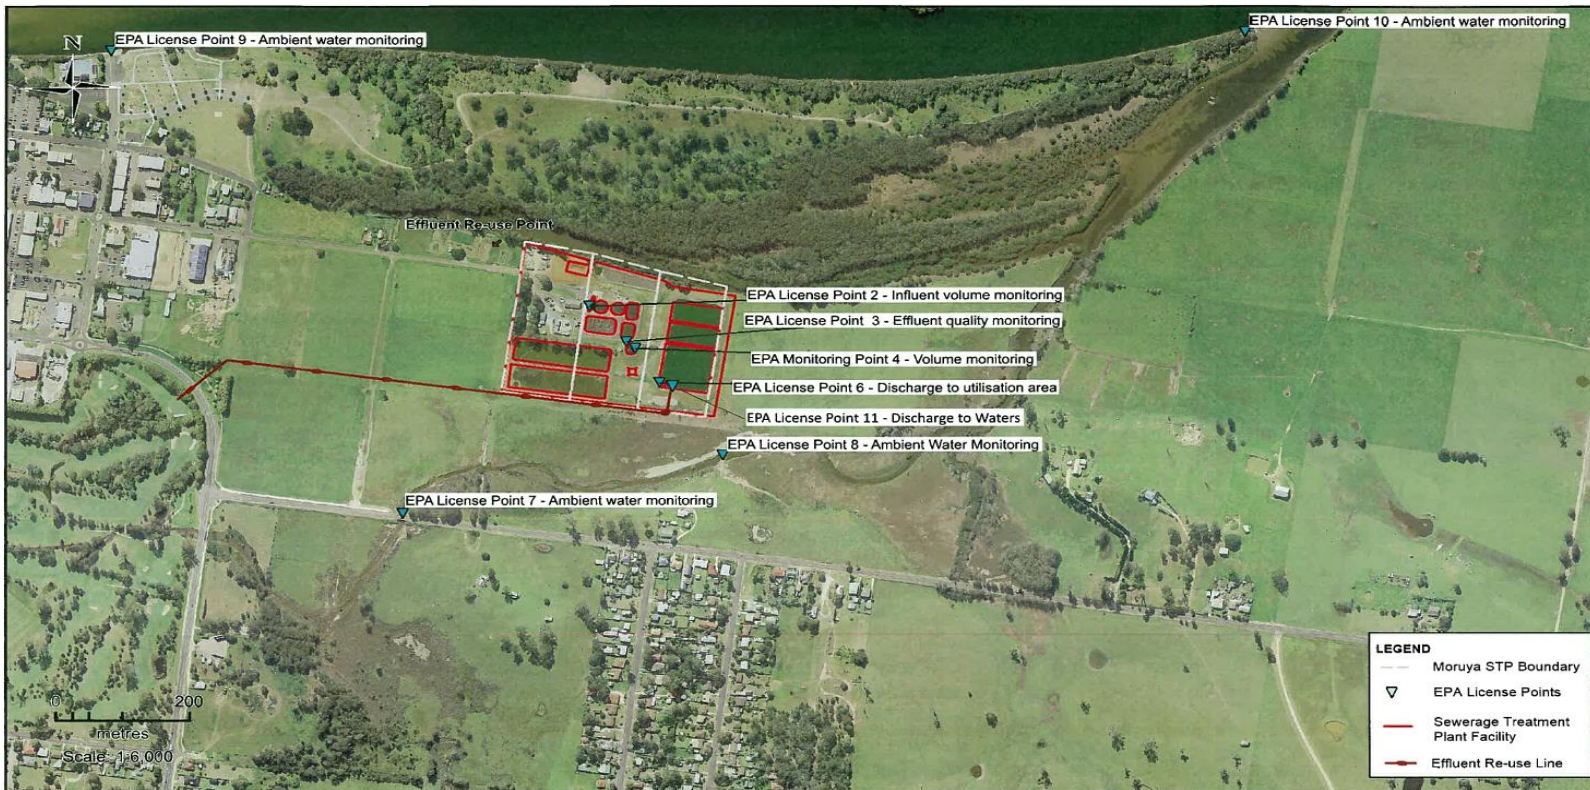 EPA License Point 10 - Ambient water monitoring
EPA License Point 9 - Ambient water monitoring
N
Effluent Re-use Point
EPA License Point 2 - Influent volume monitoring
EPA License Point 3 - Effluent quality monitoring
EPA Monitoring Point 4 - Volume monitoring
EPA License Point 6 - Discharge to utilisation area
EPA License Point 11 - Discharge to Waters
EPA License Point 8 - Ambient Water Monitoring
EPA License Point 7 - Ambient water monitoring
0 200
metres
Scale: 1:6,000
LEGEND
Moruya STP Boundary
EPA License Points
Sewerage Treatment
Plant Facility
Effluent Re-use Line